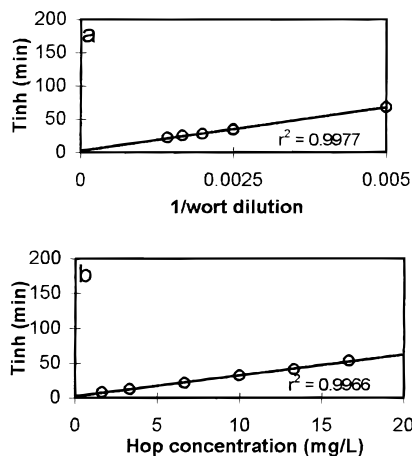 a
Tinh (min)
200
150
100
50
0
0
0.0025
0.005
r² = 0.9977
1/wort dilution
b
Tinh (min)
200
150
100
50
0
0
5
10
15
20
r² = 0.9966
Hop concentration (mg/L)